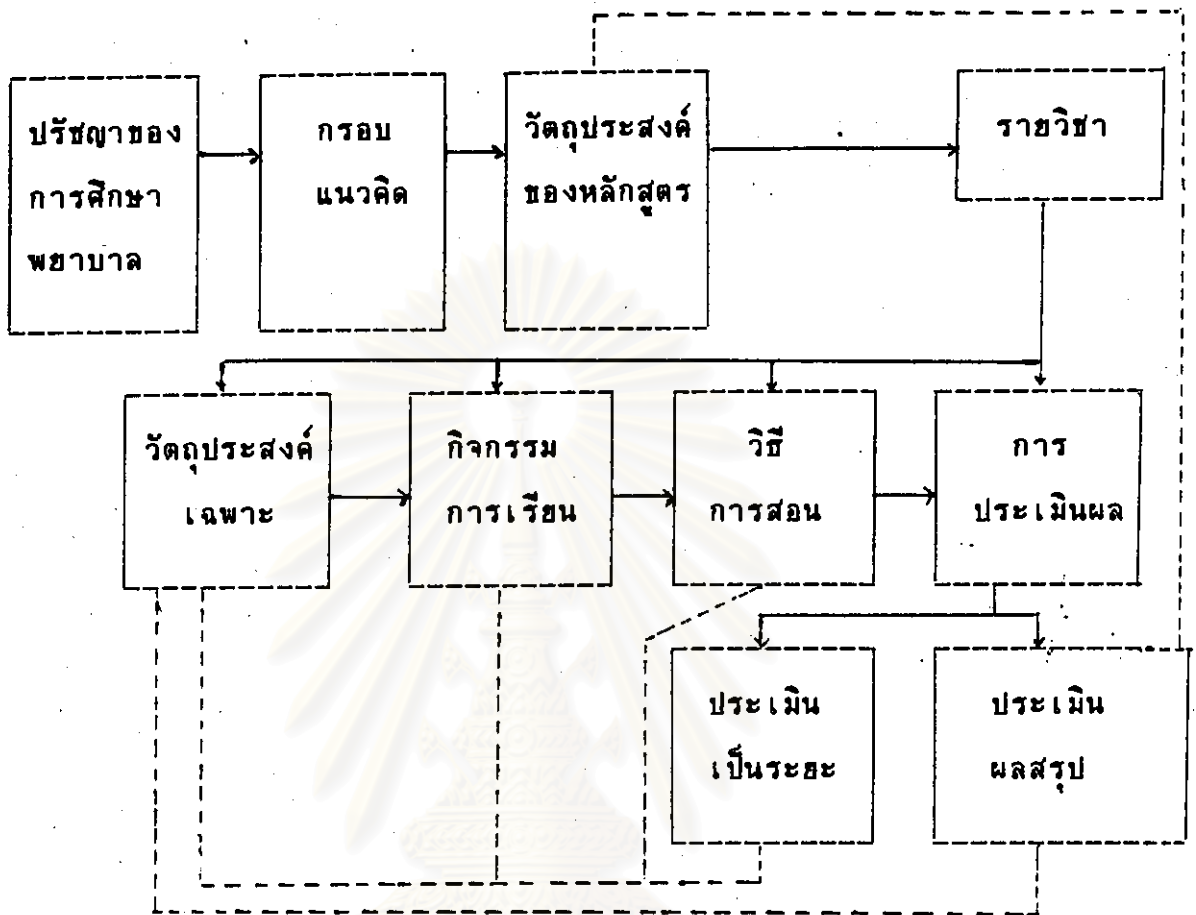 ปรัชญาของ
การศึกษา
พยาบาล
กรอบ
แนวคิด
วัตถุประสงค์
ของหลักสูตร
รายวิชา
วัตถุประสงค์
เฉพาะ
กิจกรรม
การเรียน
วิธี
การสอน
การ
ประเมินผล
ประเมิน
เป็นระยะ
ประเมิน
ผลสรุป